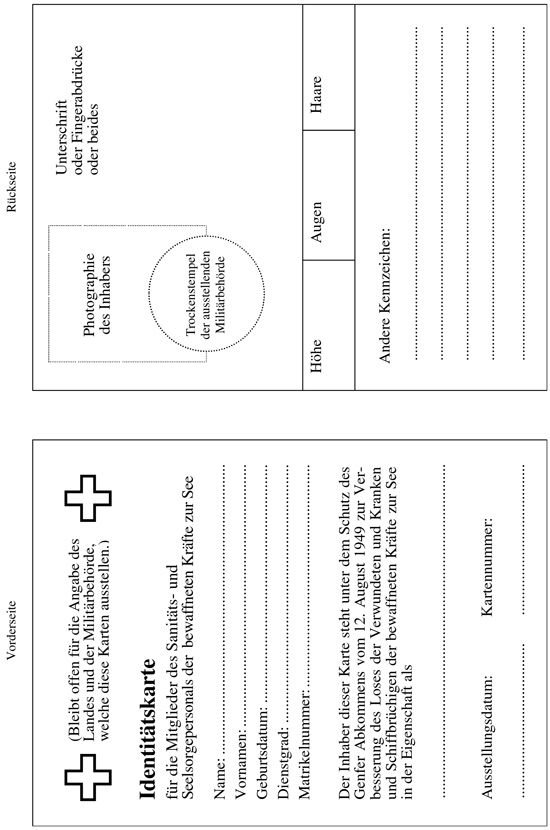 Vorderseite
(Bleibt offen für die Angabe des
Landes und der Militärbehörde,
welche diese Karten ausstellen.)
Identitätskarte
für die Mitglieder des Sanitäts- und
Seelsorgepersonals der bewaffneten Kräfte zur See
Name: ........................................................
Vornamen: ........................................................
Geburtsdatum: ........................................................
Dienstgrad: ........................................................
Matrikelnummer: ........................................................
Der Inhaber dieser Karte steht unter dem Schutz des
Genfer Abkommens vom 12. August 1949 zur Ver-
besserung des Loses der Verwundeten und Kranken
und Schiffbrüchigen der bewaffneten Kräfte zur See
in der Eigenschaft als
Ausstellungsdatum: Kartennummer:
Rückseite
Photographie
des Inhabers
Unterschrift
oder Fingerabdrücke
oder beides
Trockenstempel
der ausstellenden
Militärbehörde
Höhe Augen Haare
Andere Kennzeichen: